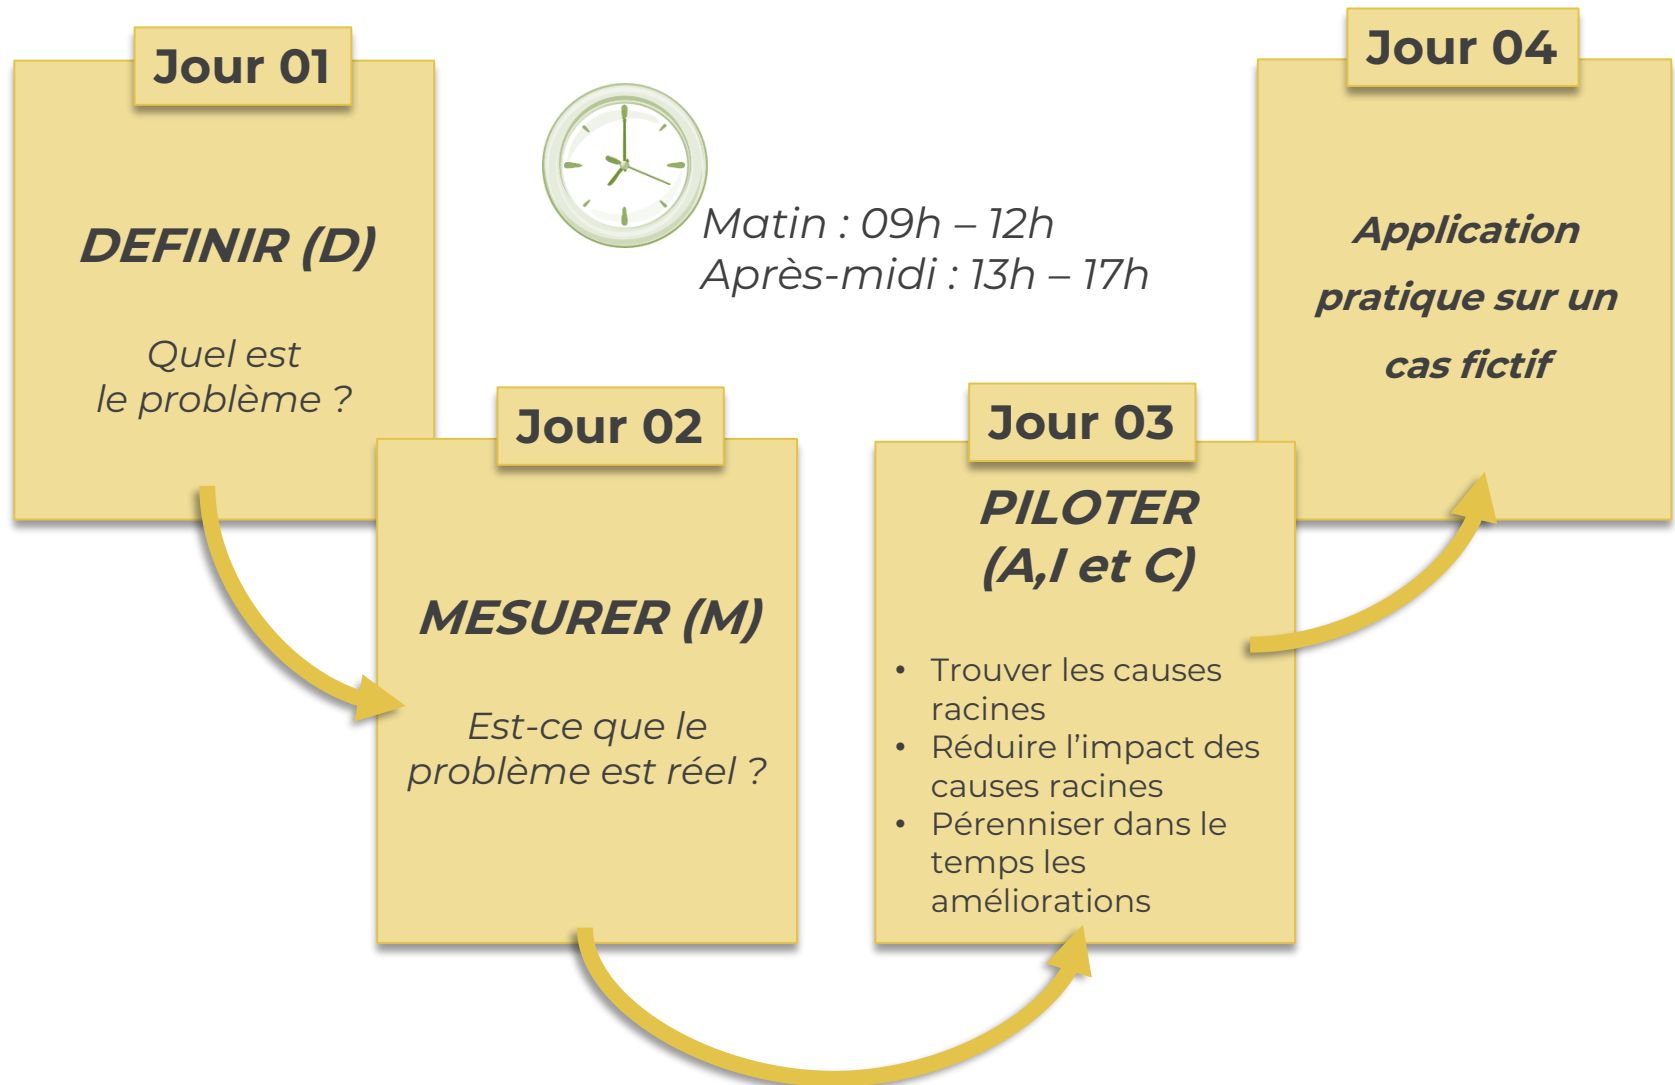 Jour 01
DEFINIR (D)
Quel est
le problème ?
Matin : 09h – 12h
Après-midi : 13h – 17h
Jour 02
MESURER (M)
Est-ce que le
problème est réel ?
Jour 03
PILOTER
(A,I et C)
• Trouver les causes
racines
• Réduire l’impact des
causes racines
• Pérenniser dans le
temps les
améliorations
Jour 04
Application
pratique sur un
cas fictif